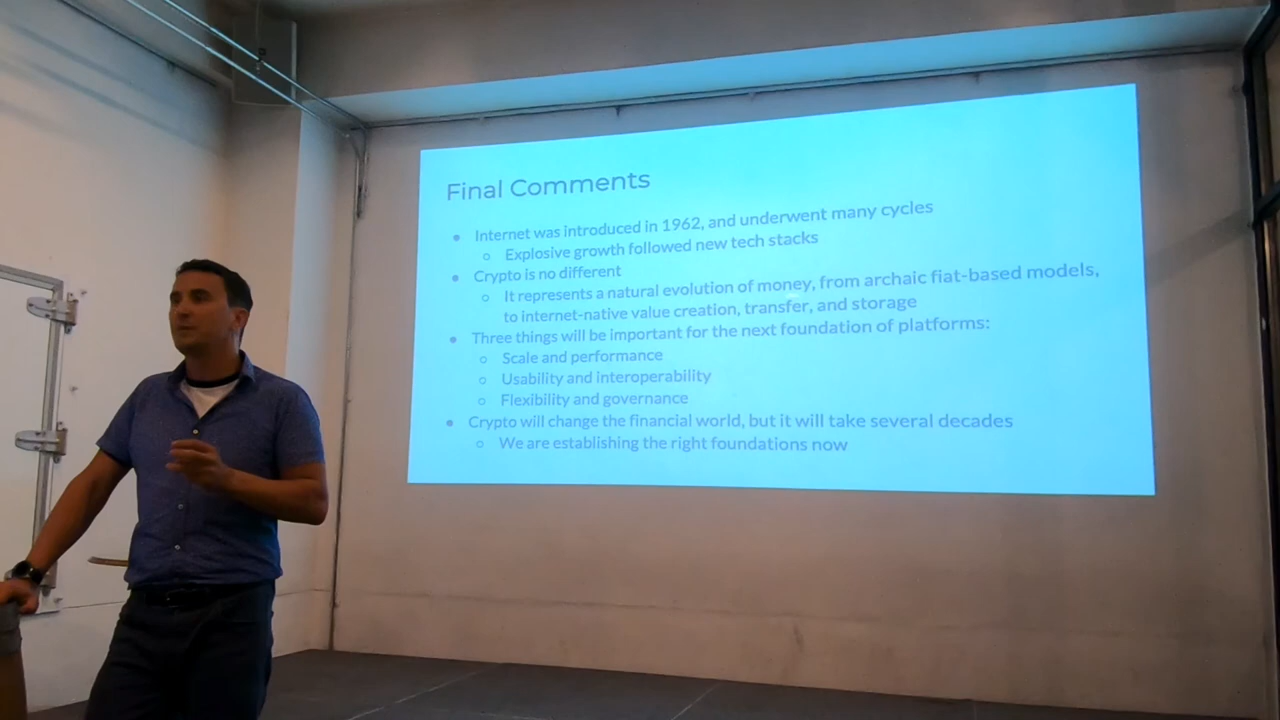 Final Comments
● Internet was introduced in 1962, and underwent many cycles
○ Explosive growth followed new tech stacks
● Crypto is no different
○ It represents a natural evolution of money, from archaic fiat-based models,
to internet-native value creation, transfer, and storage
● Three things will be important for the next foundation of platforms:
○ Scale and performance
○ Usability and interoperability
○ Flexibility and governance
● Crypto will change the financial world, but it will take several decades
○ We are establishing the right foundations now